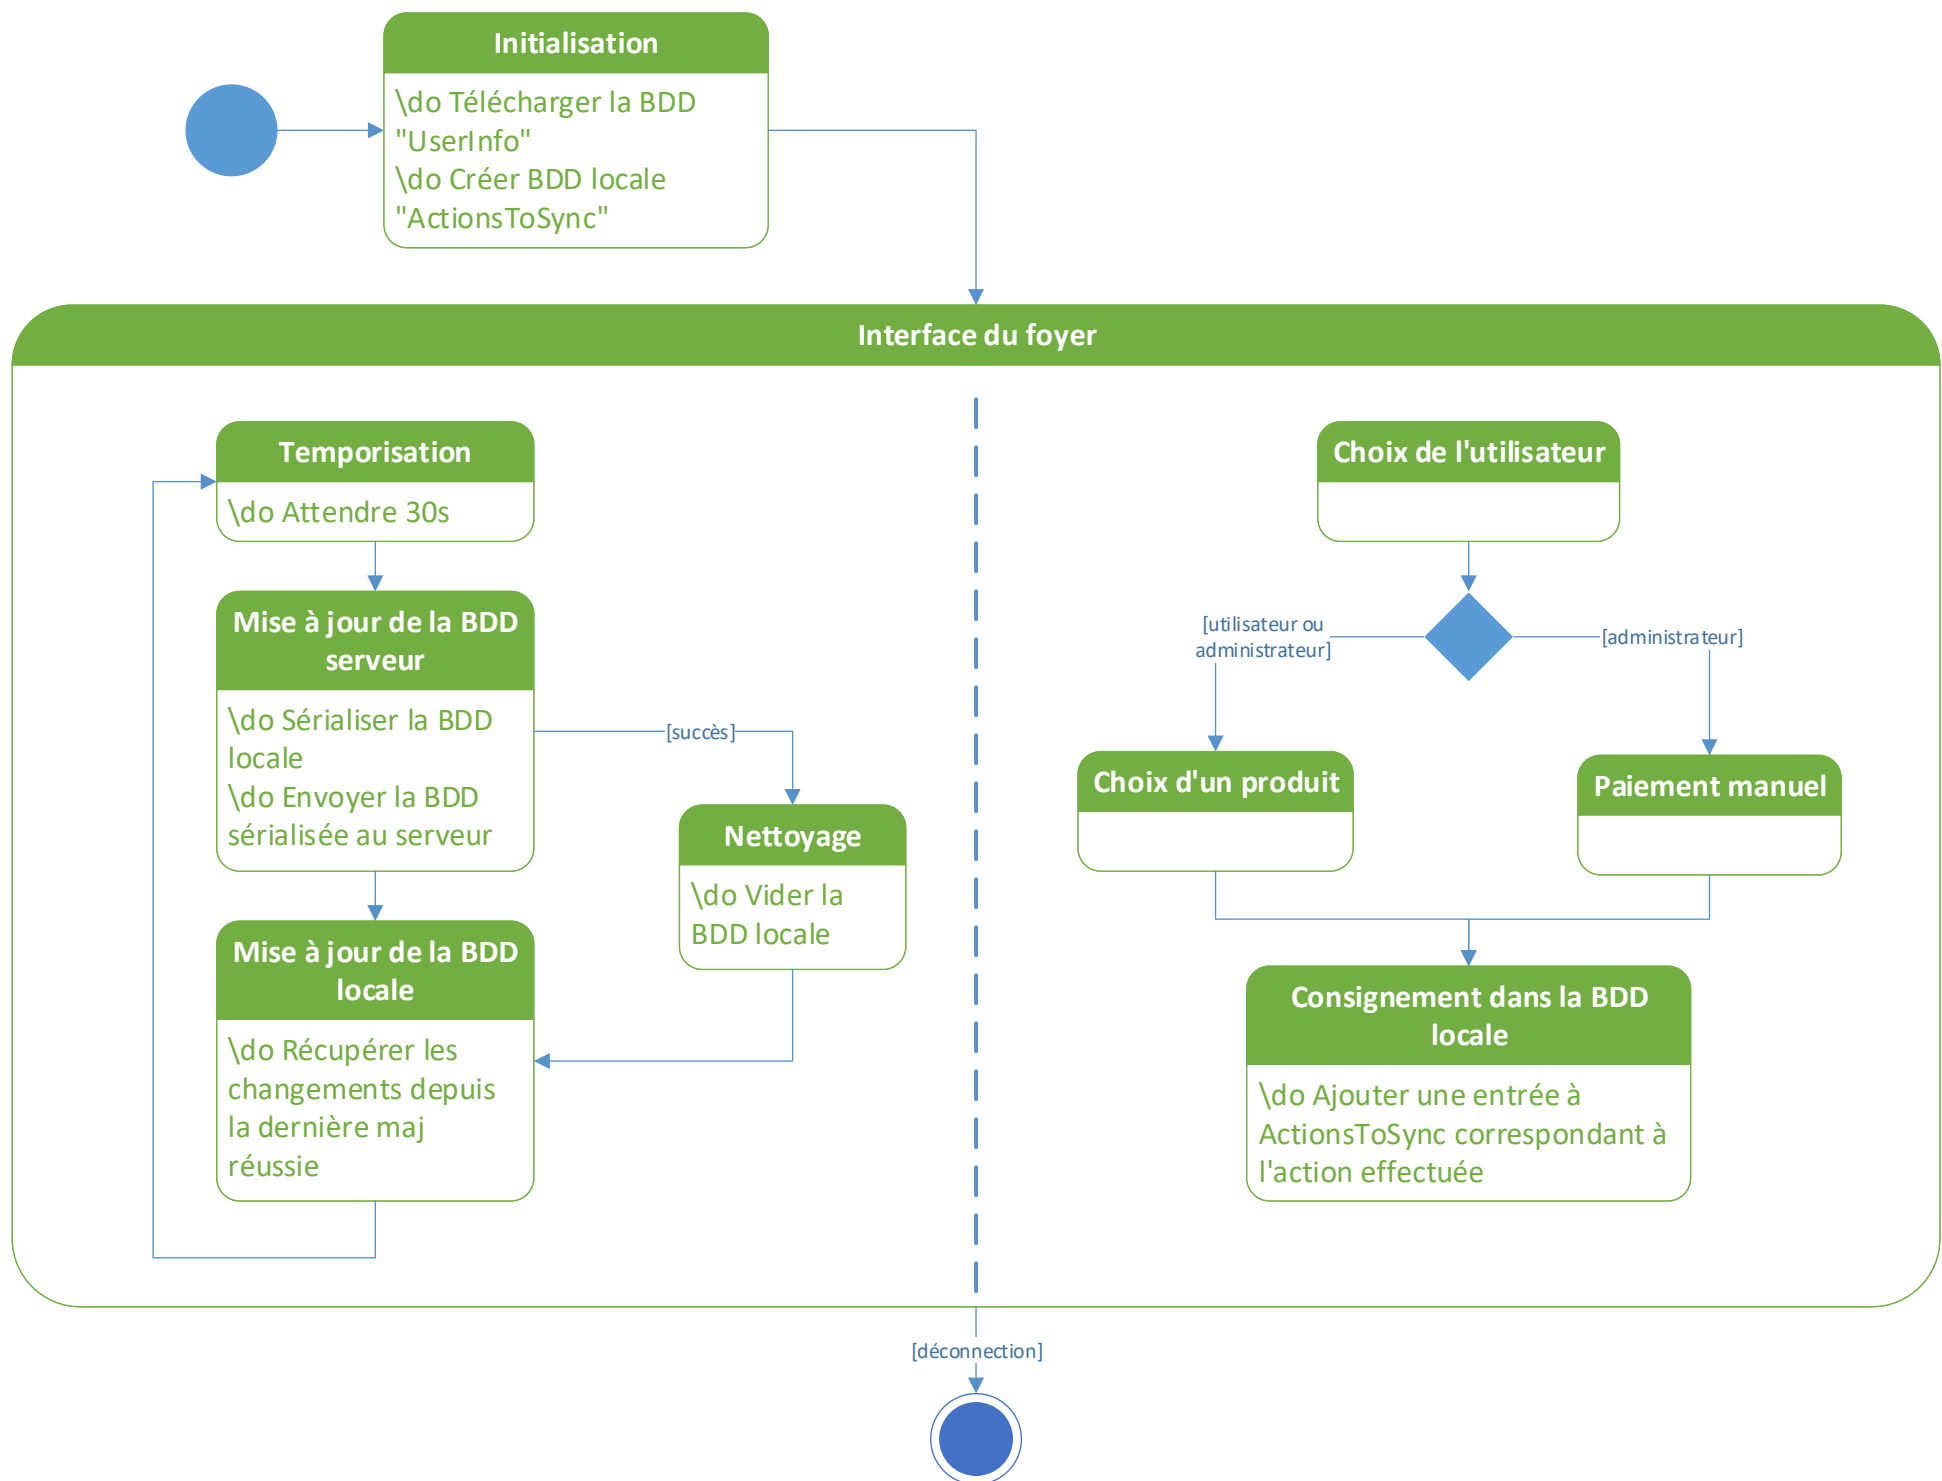 Initialisation
\do Télécharger la BDD
"UserInfo"
\do Créer BDD locale
"ActionsToSync"
Interface du foyer
Temporisation
\do Attendre 30s
Mise à jour de la BDD
serveur
\do Sérialiser la BDD
locale
\do Envoyer la BDD
sérialisée au serveur
[succès]
Nettoyage
\do Vider la
BDD locale
Mise à jour de la BDD
locale
\do Récupérer les
changements depuis
la dernière maj
réussie
Choix de l'utilisateur
[utilisateur ou
administrateur]
[administrateur]
Choix d'un produit
Paiement manuel
Consignement dans la BDD
locale
\do Ajouter une entrée à
ActionsToSync correspondant à
l'action effectuée
[déconnection]